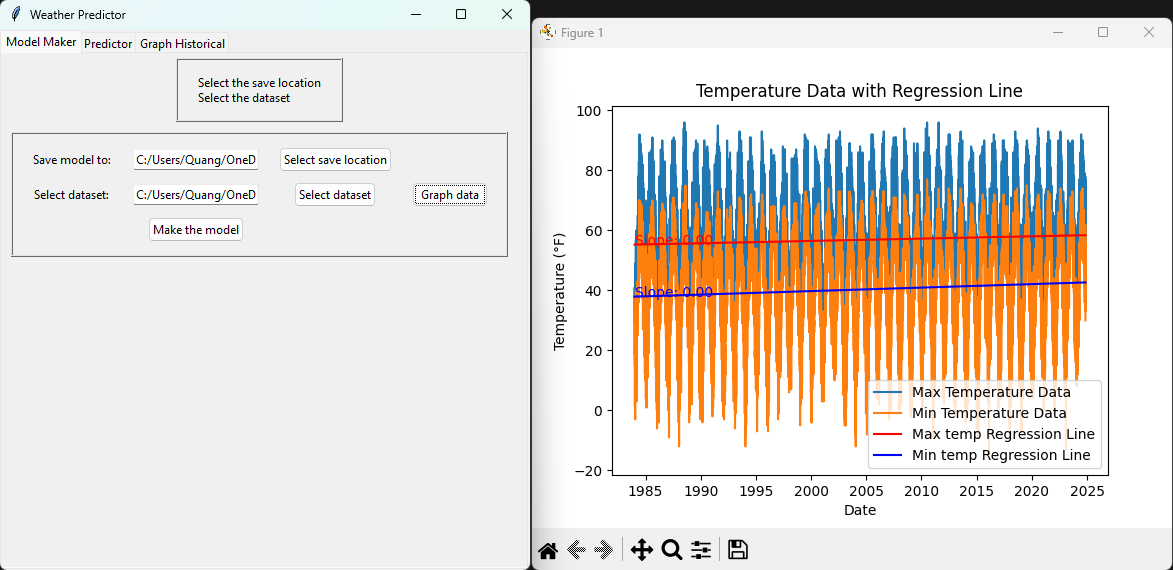 Weather Predictor
Model Maker Predictor Graph Historical
Select the save location
Select the dataset
Save model to: C:/Users/Quang/OneD Select save location
Select dataset: C:/Users/Quang/OneD Select dataset Graph data
Make the model
Figure 1
Temperature Data with Regression Line
100
80
60
40
20
0
−20
Temperature (°F)
Slope: 0.00
Slope: 0.00
Max Temperature Data
Min Temperature Data
Max temp Regression Line
Min temp Regression Line
1985 1990 1995 2000 2005 2010 2015 2020 2025
Date